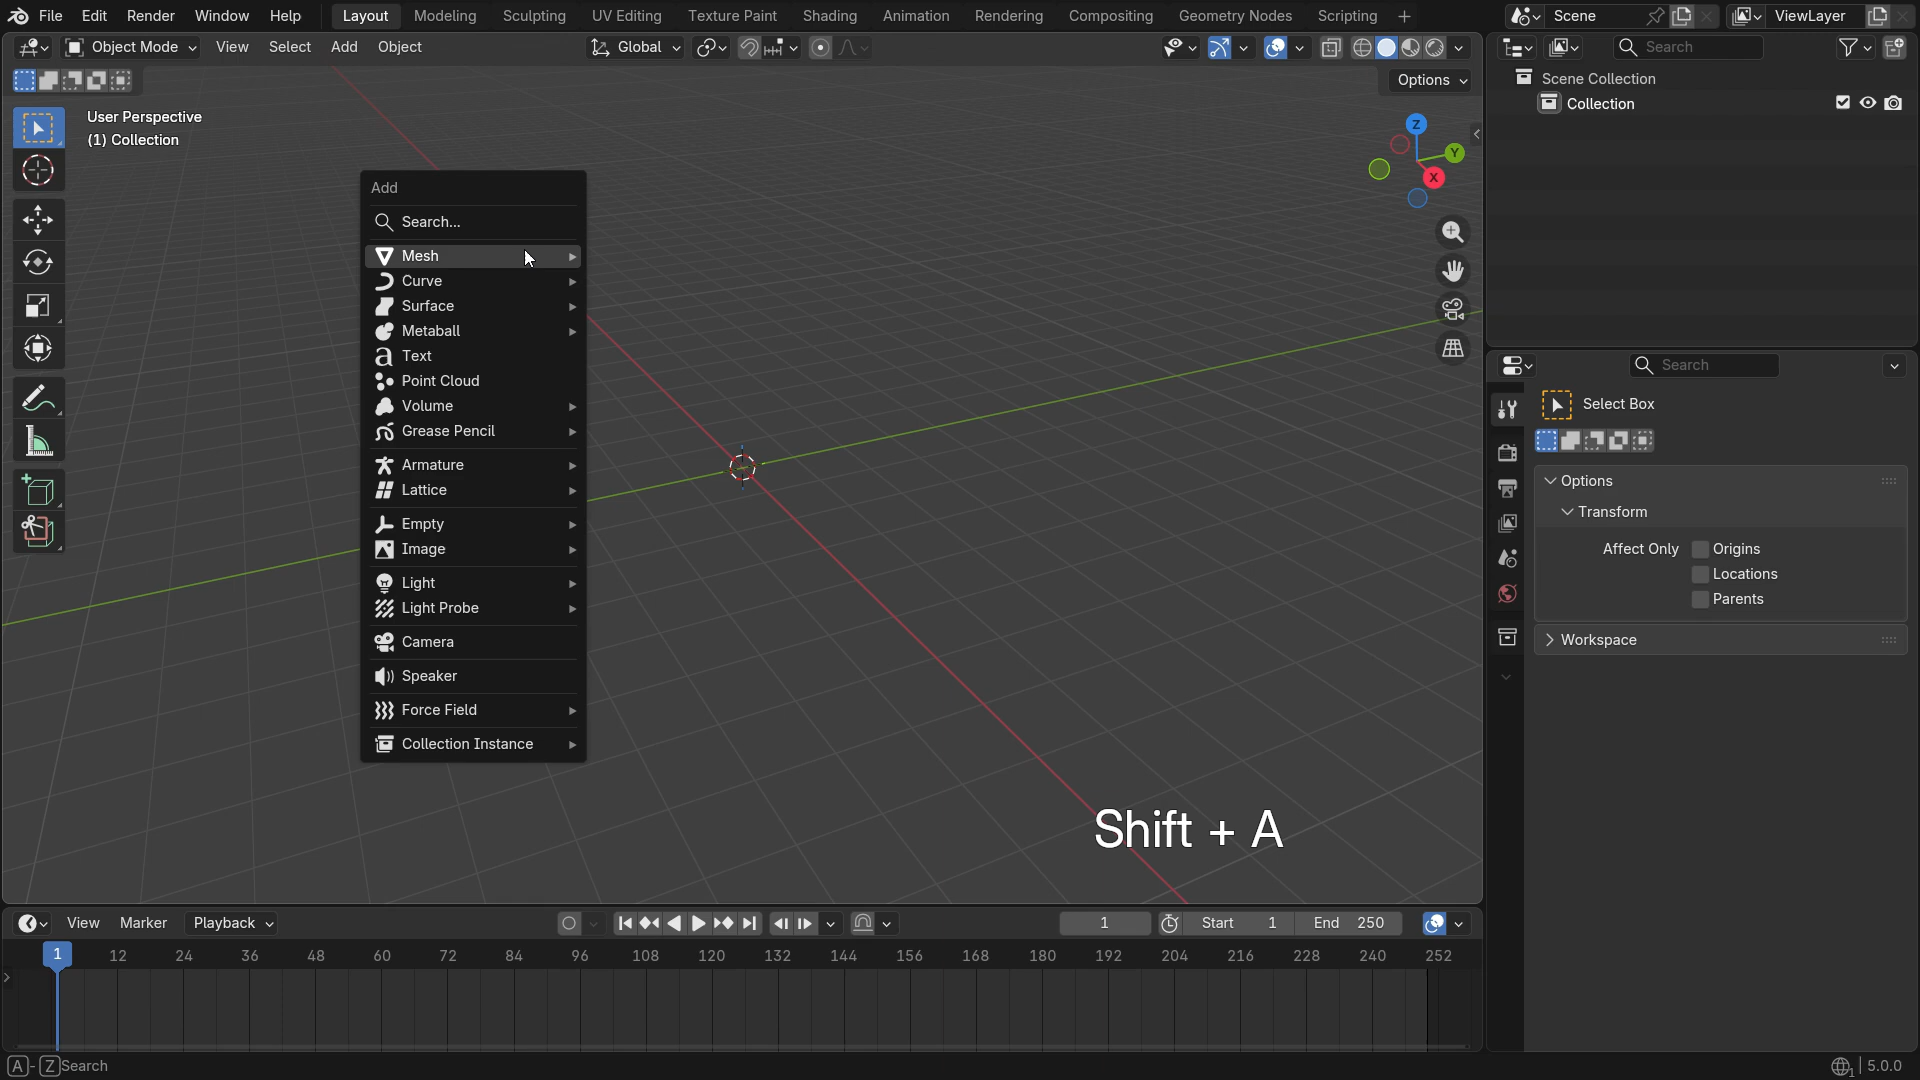 File Edit Render Window Help Layout Modeling Sculpting UV Editing Texture Paint Shading Animation Rendering Compositing Geometry Nodes Scripting + Scene ViewLayer
Object Mode View Select Add Object Global Search
Options
Scene Collection
Collection
User Perspective
(1) Collection
Z
Y
X
Add
Search...
Mesh
Curve
Surface
Metaball
Text
Point Cloud
Volume
Grease Pencil
Armature
Lattice
Empty
Image
Light
Light Probe
Camera
Speaker
Force Field
Collection Instance
Shift + A
Search
Select Box
Options
Transform
Affect Only Origins
Locations
Parents
Workspace
View Marker Playback 1 Start 1 End 250
1 12 24 36 48 60 72 84 96 108 120 132 144 156 168 180 192 204 216 228 240 252
A - Z Search 1 5.0.0